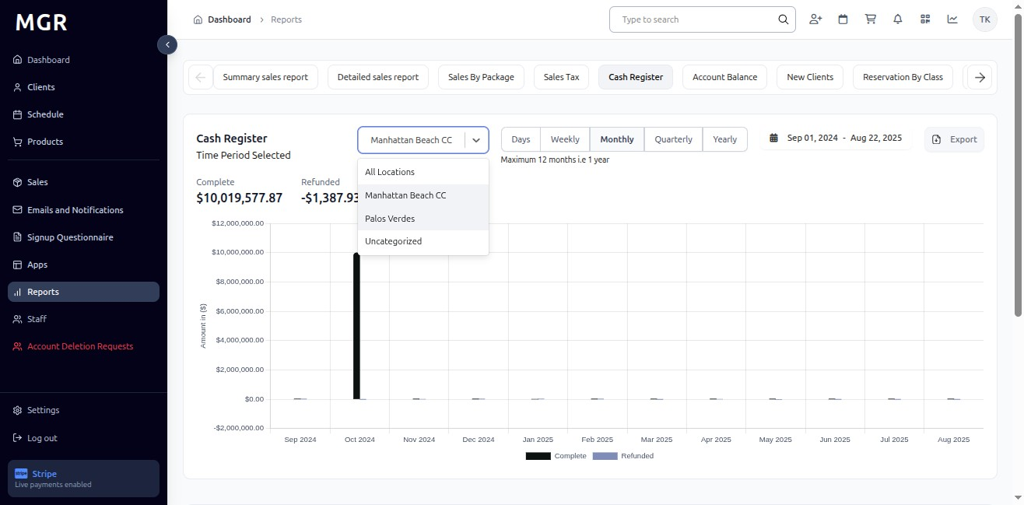 MGR
Dashboard
Clients
Schedule
Products
Sales
Emails and Notifications
Signup Questionnaire
Apps
Reports
Staff
Account Deletion Requests
Settings
Log out
Stripe
Live payments enabled
Dashboard > Reports
Type to search
TK
Summary sales report
Detailed sales report
Sales By Package
Sales Tax
Cash Register
Account Balance
New Clients
Reservation By Class
Cash Register
Time Period Selected
Manhattan Beach CC
All Locations
Manhattan Beach CC
Palos Verdes
Uncategorized
Days
Weekly
Monthly
Quarterly
Yearly
Maximum 12 months i.e 1 year
Sep 01, 2024 - Aug 22, 2025
Export
Complete
$10,019,577.87
Refunded
-$1,387.93
Amount in ($)
$12,000,000.00
$10,000,000.00
$8,000,000.00
$6,000,000.00
$4,000,000.00
$2,000,000.00
$0.00
-$2,000,000.00
Sep 2024 Oct 2024 Nov 2024 Dec 2024 Jan 2025 Feb 2025 Mar 2025 Apr 2025 May 2025 Jun 2025 Jul 2025 Aug 2025
Complete Refunded